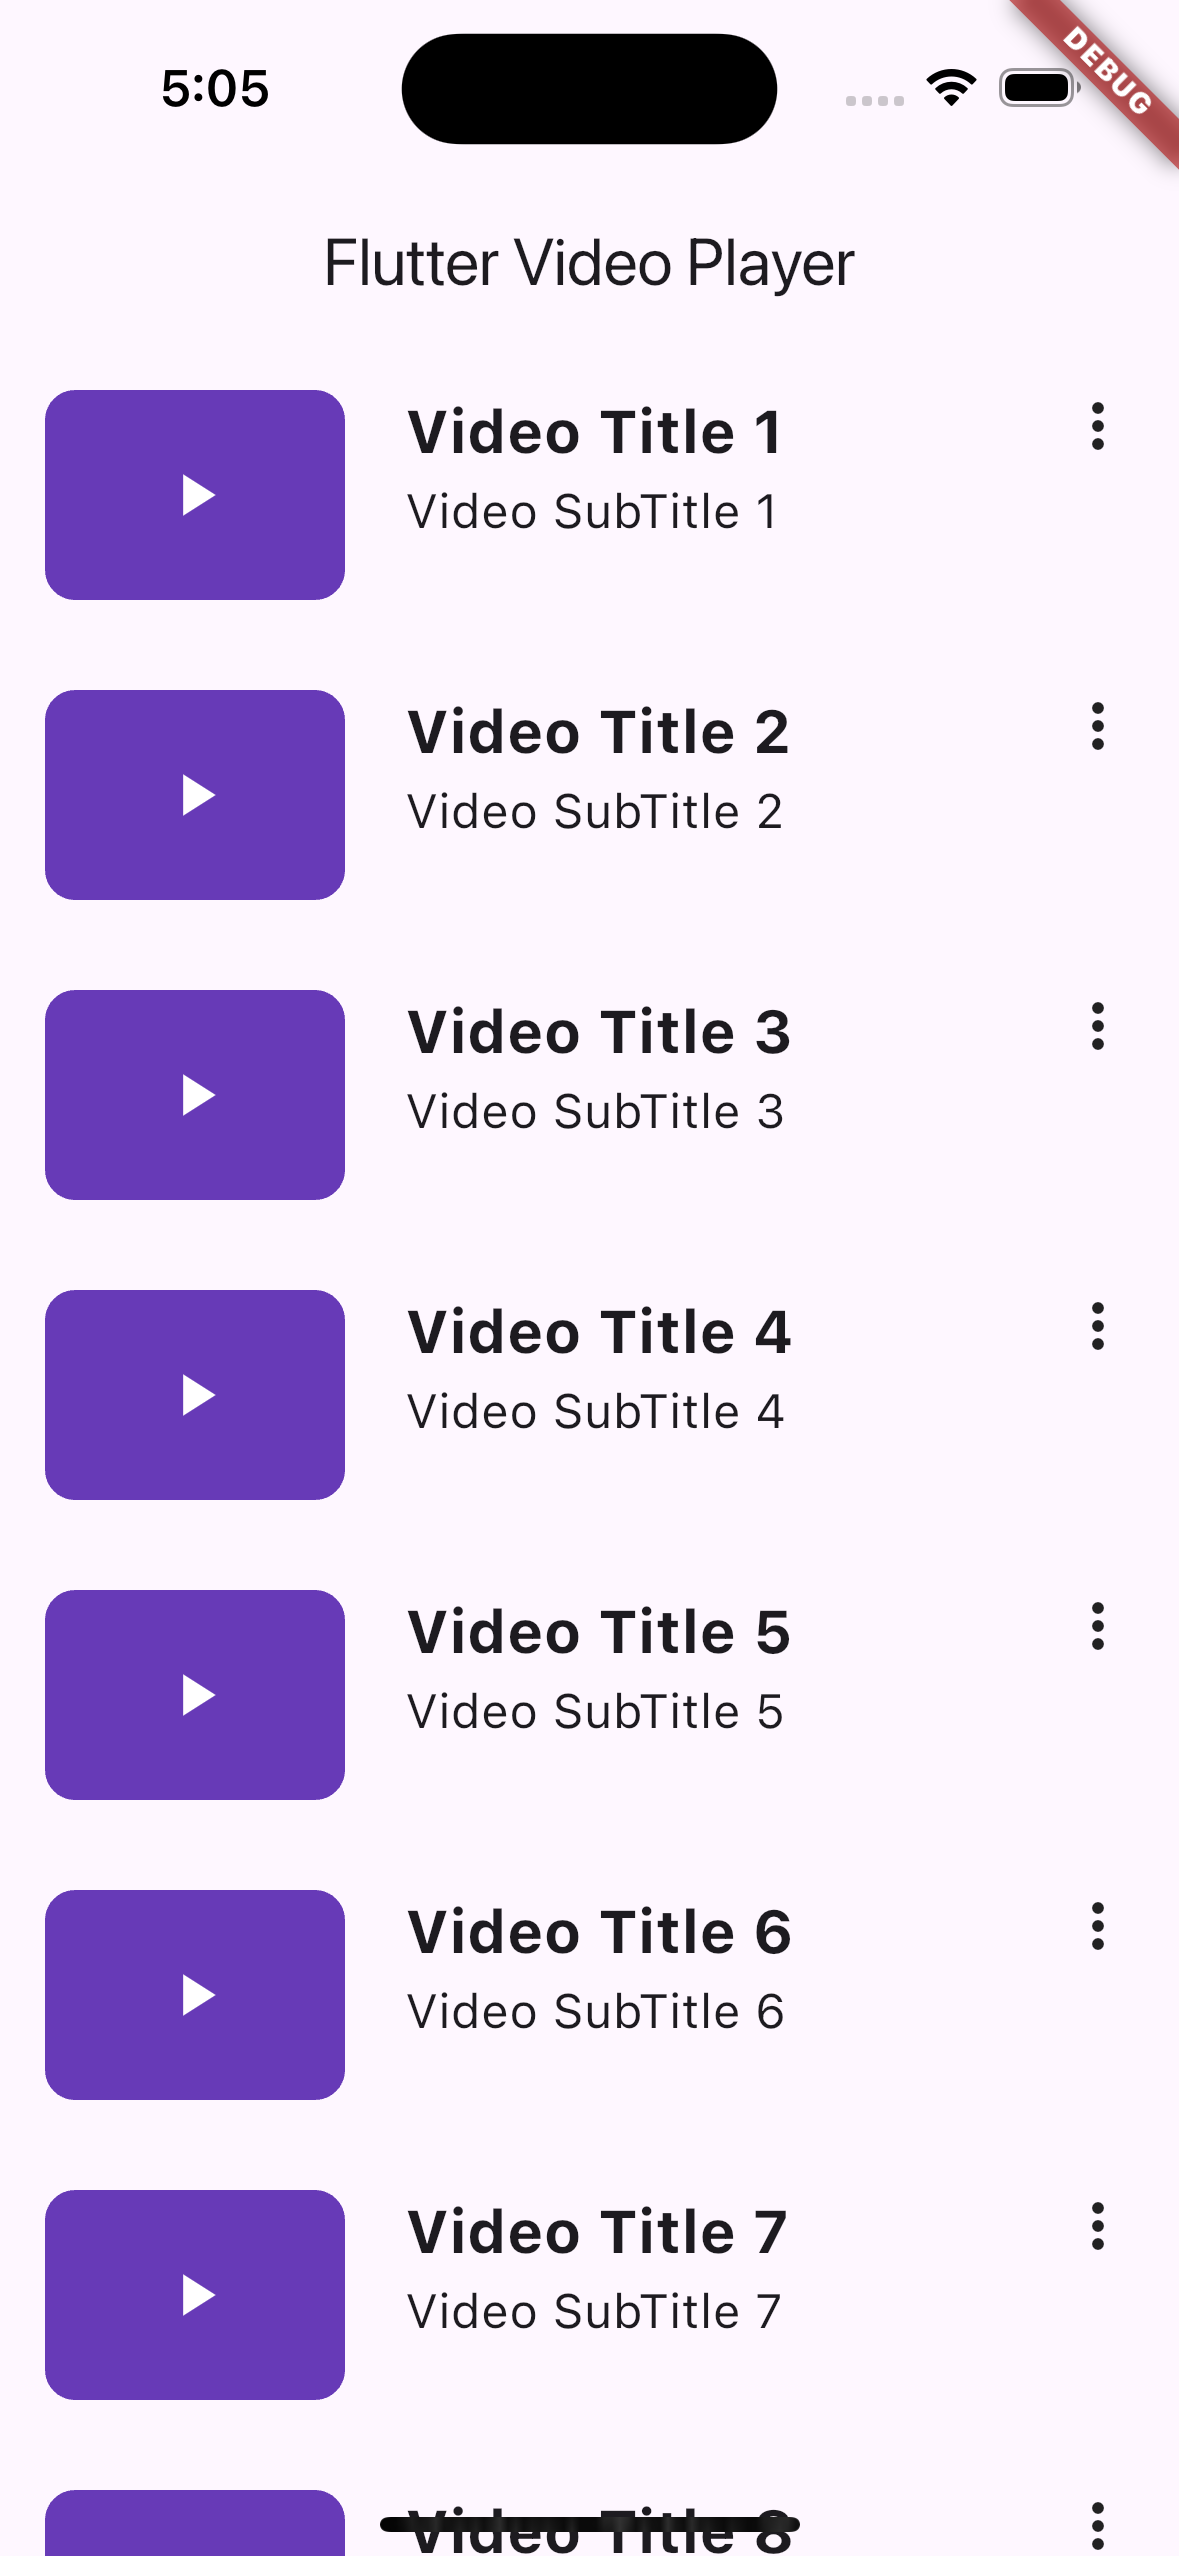 5:05
DEBUG
Flutter Video Player
Video Title 1
Video SubTitle 1
Video Title 2
Video SubTitle 2
Video Title 3
Video SubTitle 3
Video Title 4
Video SubTitle 4
Video Title 5
Video SubTitle 5
Video Title 6
Video SubTitle 6
Video Title 7
Video SubTitle 7
Video Title 8